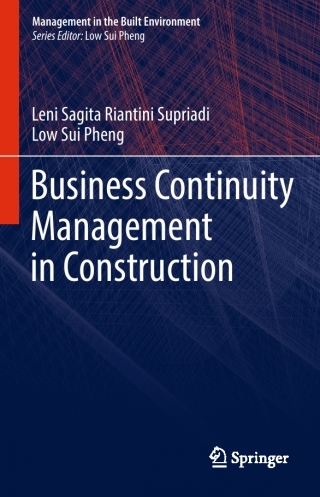 Management in the Built Environment
Series Editor: Low Sui Pheng
Leni Sagita Riantini Supriadi
Low Sui Pheng
Business Continuity
Management
in Construction
Springer